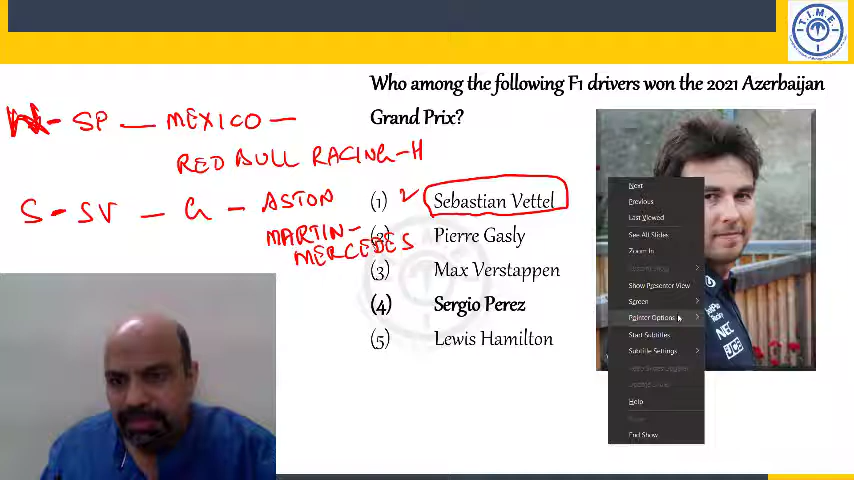 T.I.M.E.
Who among the following F1 drivers won the 2021 Azerbaijan
Grand Prix?
SP — MEXICO —
RED BULL RACING-H
S - SV — G - ASTON
MARTIN-
MERCEDES
(1) Sebastian Vettel
(2) Pierre Gasly
(3) Max Verstappen
(4) Sergio Perez
(5) Lewis Hamilton
Next
Previous
Last Viewed
See All Slides
Zoom In
Show Presenter View
Screen
Pointer Options
Start Subtitles
Subtitle Settings
Help
End Show
NEC